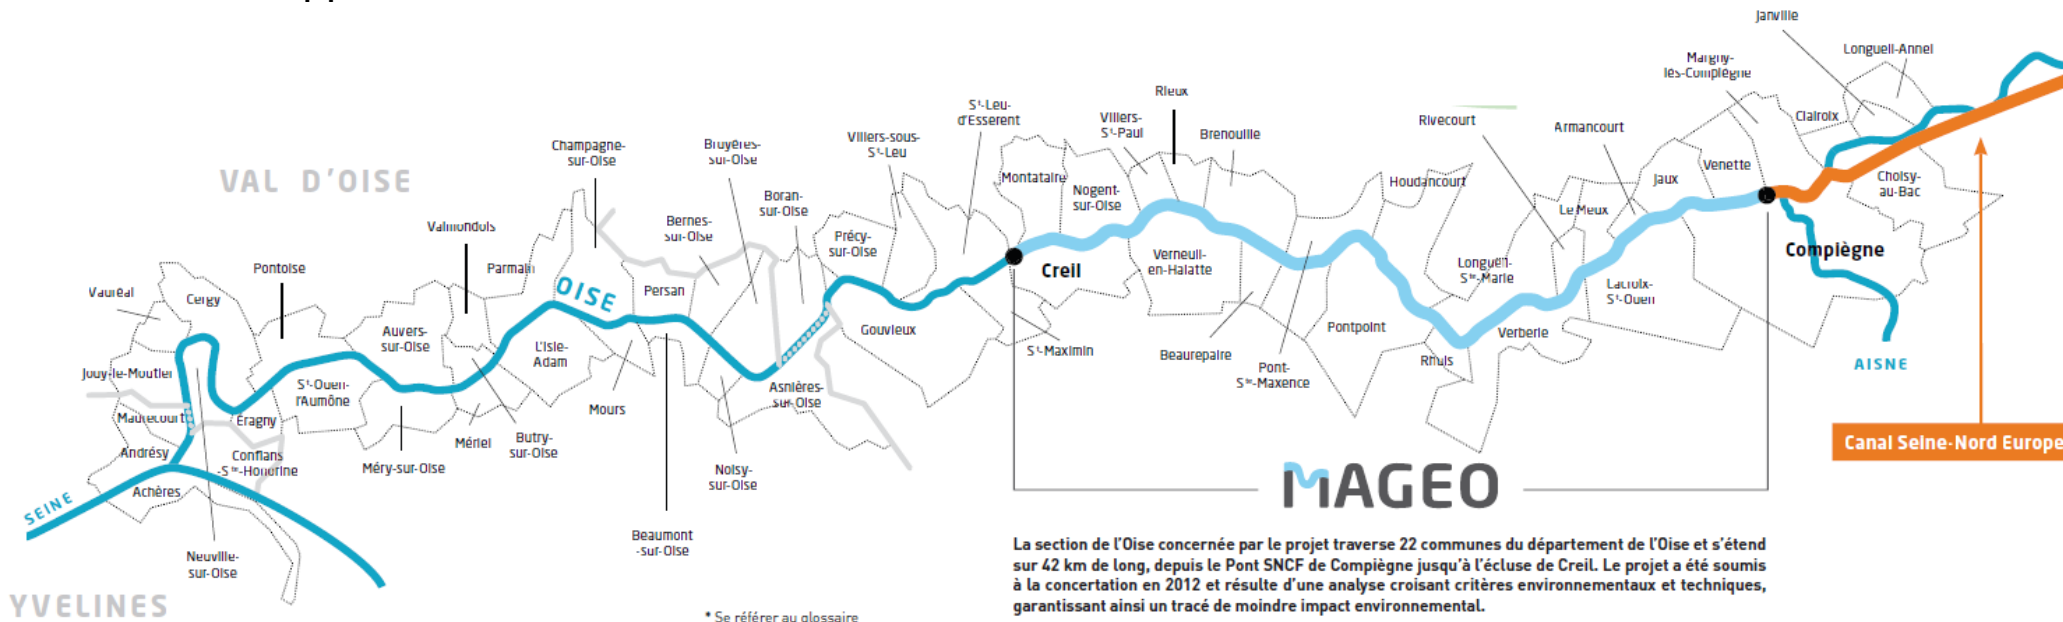 Janville
Longueil-Annel
Margny-
lès-Compiègne
Clairoix
Choisy-
au-Bac
Rivecourt
Armancourt
Venette
Jaux
Le Meux
Houdancourt
Longueil-
Ste-Marie
Lacroix-
St-Ouen
Compiègne
AISNE
Canal Seine-Nord Europe
Rieux
Villers-
St-Paul
Brenouille
Montataire
Nogent-
sur-Oise
Creil
Verneuil-
en-Halatte
Beaurepaire
Pont-
Ste-Maxence
Pontpoint
Rhuis
Verberie
St-Leu-
d'Esserent
Villers-sous-
St-Leu
Précy-
sur-Oise
Gouvieux
St-Maximin
Boran-
sur-Oise
Bruyères-
sur-Oise
Bernes-
sur-Oise
Champagne-
sur-Oise
Persan
OISE
Asnières-
sur-Oise
Noisy-
sur-Oise
Beaumont
-sur-Oise
Mours
L'Isle-
Adam
Parmain
Valmondois
VAL D'OISE
Butry-
sur-Oise
Mériel
Auvers-
sur-Oise
Méry-sur-Oise
Pontoise
St-Ouen-
l'Aumône
Cergy
Vauréal
Jouy-le-Moutier
Maurecourt
Éragny
Andrésy
Conflans
-Ste-Honorine
Achères
SEINE
Neuville-
sur-Oise
YVELINES
MAGEO
La section de l'Oise concernée par le projet traverse 22 communes du département de l'Oise et s'étend
sur 42 km de long, depuis le Pont SNCF de Compiègne jusqu'à l'écluse de Creil. Le projet a été soumis
à la concertation en 2012 et résulte d'une analyse croisant critères environnementaux et techniques,
garantissant ainsi un tracé de moindre impact environnemental.
* Se référer au glossaire